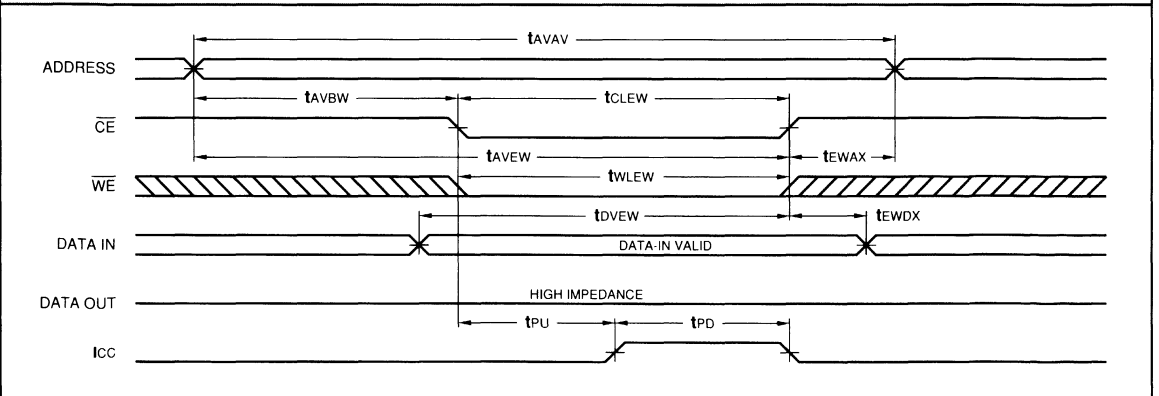 tAVAV
ADDRESS
tAVBW tCLEW
CE
tAVEW tEWAX
WE tWLEW
tDVEW tEWDX
DATA IN DATA-IN VALID
DATA OUT HIGH IMPEDANCE
tPU tPD
ICC